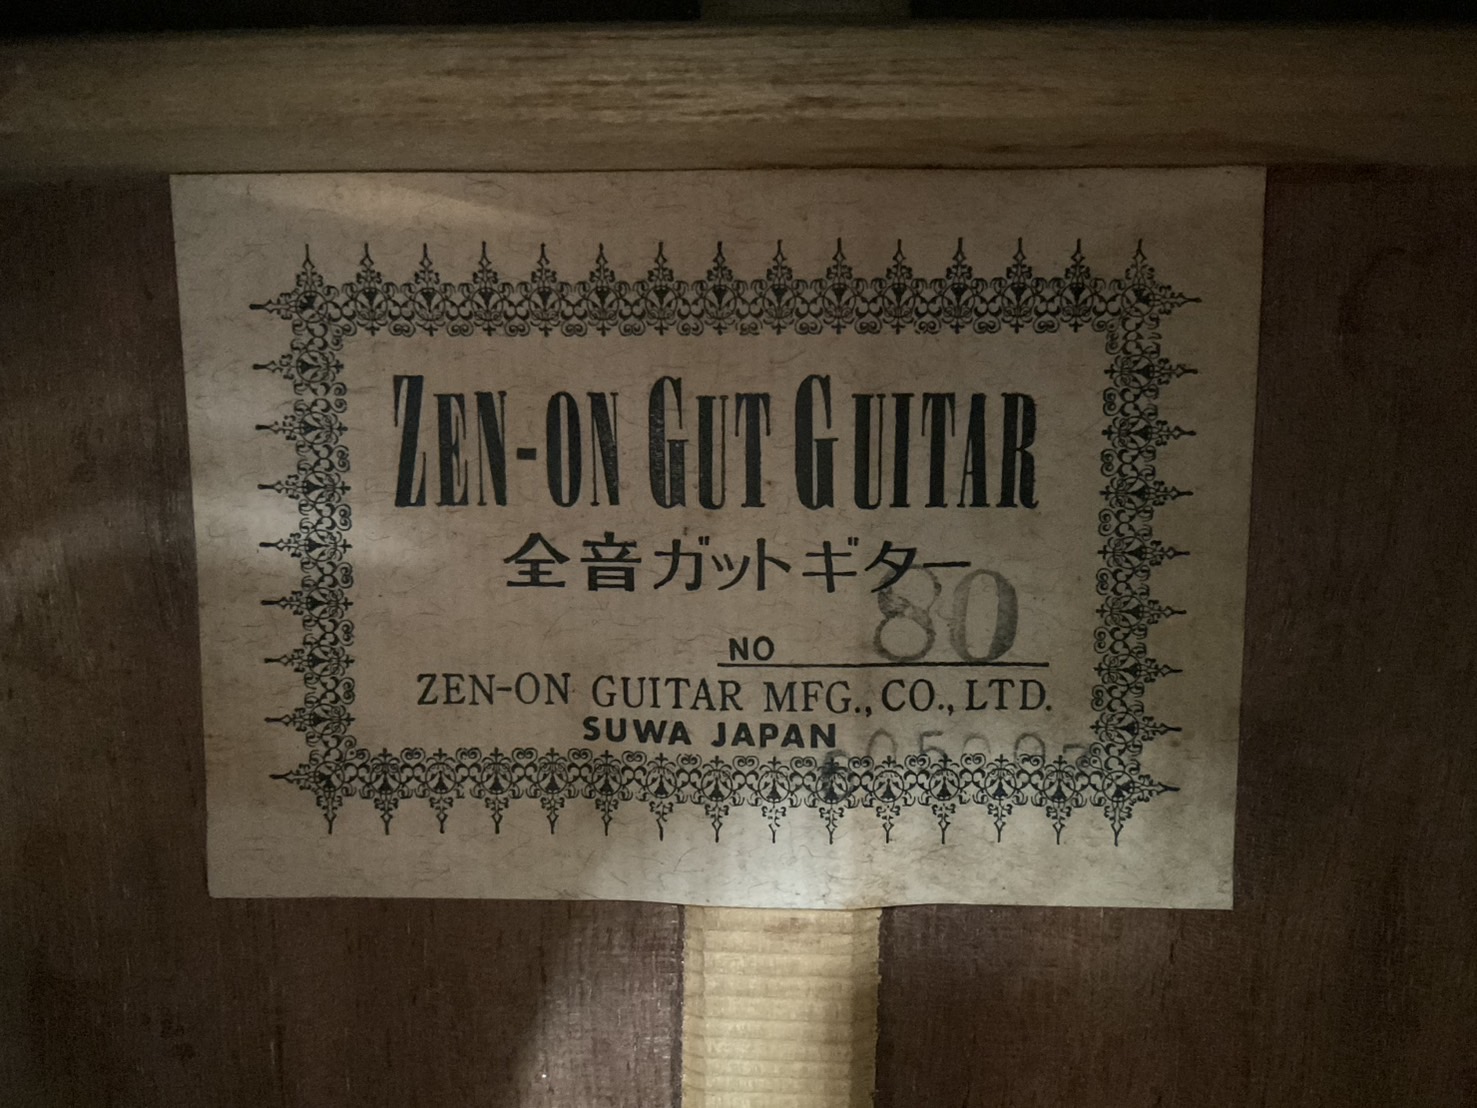 ZEN-ON GUT GUITAR
全音ガットギター
NO 80
ZEN-ON GUITAR MFG., CO., LTD.
SUWA JAPAN